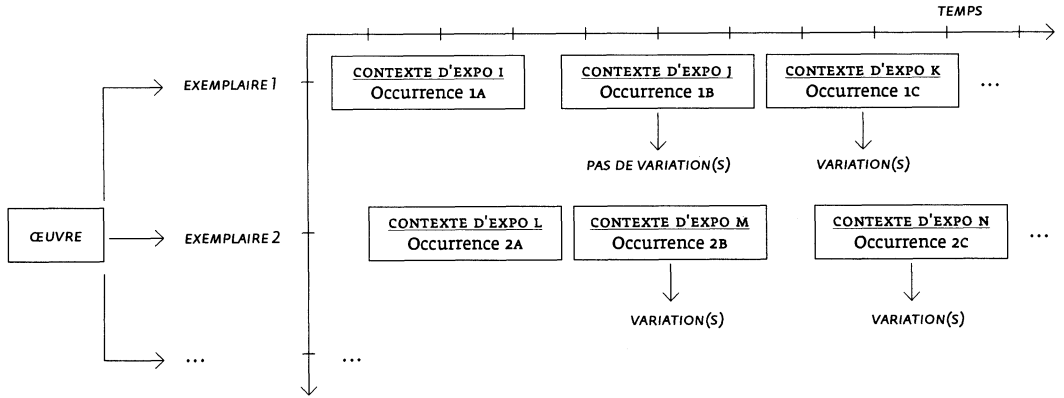 TEMPS
EXEMPLAIRE 1
CONTEXTE D'EXPO I
Occurrence 1A
CONTEXTE D'EXPO J
Occurrence 1B
CONTEXTE D'EXPO K
Occurrence 1C
...
PAS DE VARIATION(S)
VARIATION(S)
ŒUVRE
EXEMPLAIRE 2
CONTEXTE D'EXPO L
Occurrence 2A
CONTEXTE D'EXPO M
Occurrence 2B
CONTEXTE D'EXPO N
Occurrence 2C
...
VARIATION(S)
VARIATION(S)
...
...